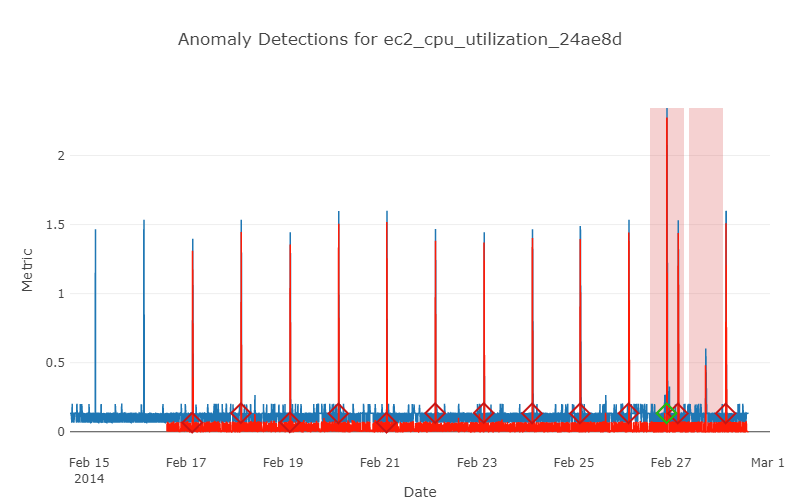 Anomaly Detections for ec2_cpu_utilization_24ae8d
2
1.5
1
0.5
0
Metric
Feb 15 Feb 17 Feb 19 Feb 21 Feb 23 Feb 25 Feb 27 Mar 1
2014
Date